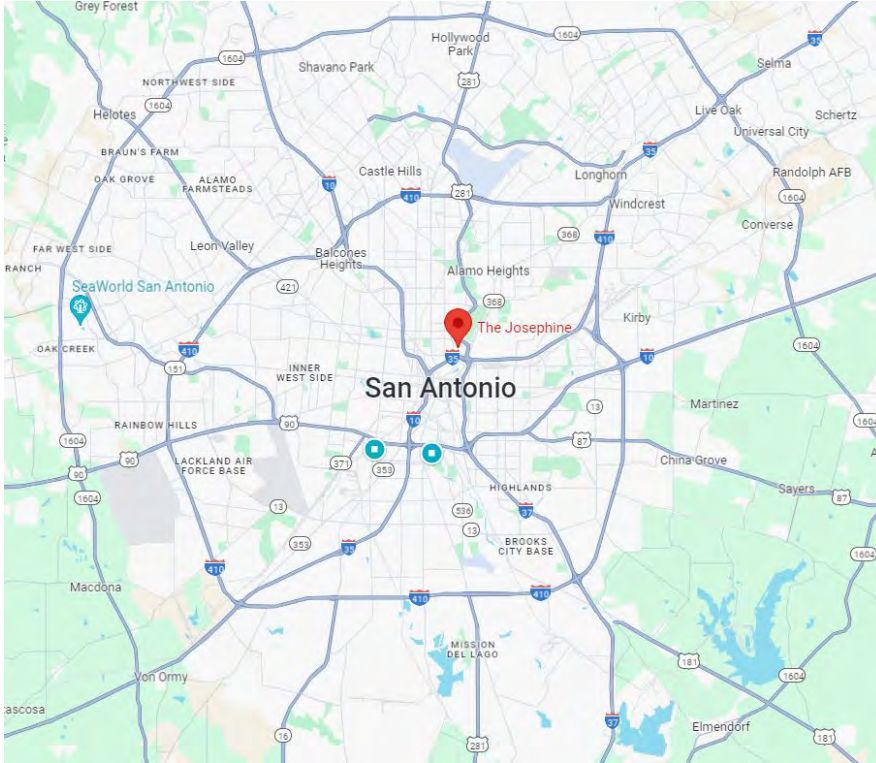 Grey Forest
1604
Hollywood
Park
1604
35
Selma
Shavano Park
NORTHWEST SIDE
281
1604
Helotes
Live Oak
Schertz
Universal City
BRAUN'S FARM
35
OAK GROVE
ALAMO
FARMSTEADS
10
Castle Hills
410
281
Longhorn
Randolph AFB
1604
Windcrest
Converse
368
410
FAR WEST SIDE
Leon Valley
Balcones
Heights
RANCH
Alamo Heights
SeaWorld San Antonio
421
368
Kirby
The Josephine
OAK CREEK
410
35
10
1604
151
INNER
WEST SIDE
San Antonio
Martinez
13
10
RAINBOW HILLS
90
1604
90
87
1604
371
353
China Grove
LACKLAND AIR
FORCE BASE
90
1604
HIGHLANDS
Sayers
87
13
536
37
13
353
35
BROOKS
CITY BASE
1604
410
Macdona
410
410
MISSION
DEL LAGO
181
Von Ormy
1604
tascosa
37
Elmendorf
16
281
181